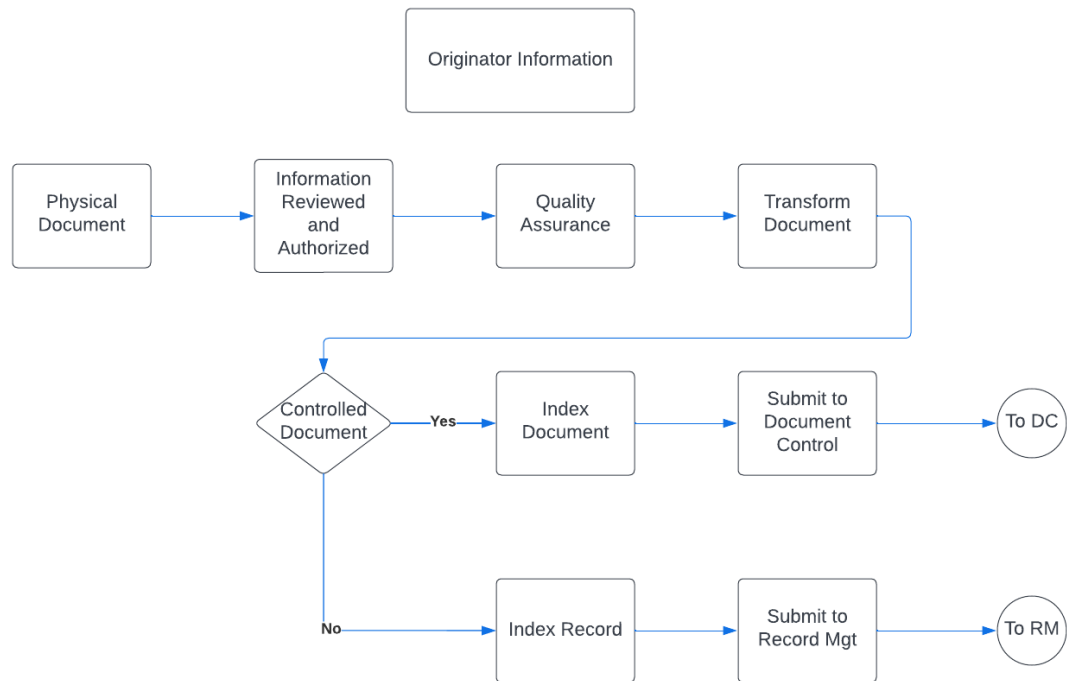 Originator Information
Physical
Document
Information
Reviewed
and
Authorized
Quality
Assurance
Transform
Document
Controlled
Document
Yes
Index
Document
Submit to
Document
Control
To DC
No
Index Record
Submit to
Record Mgt
To RM